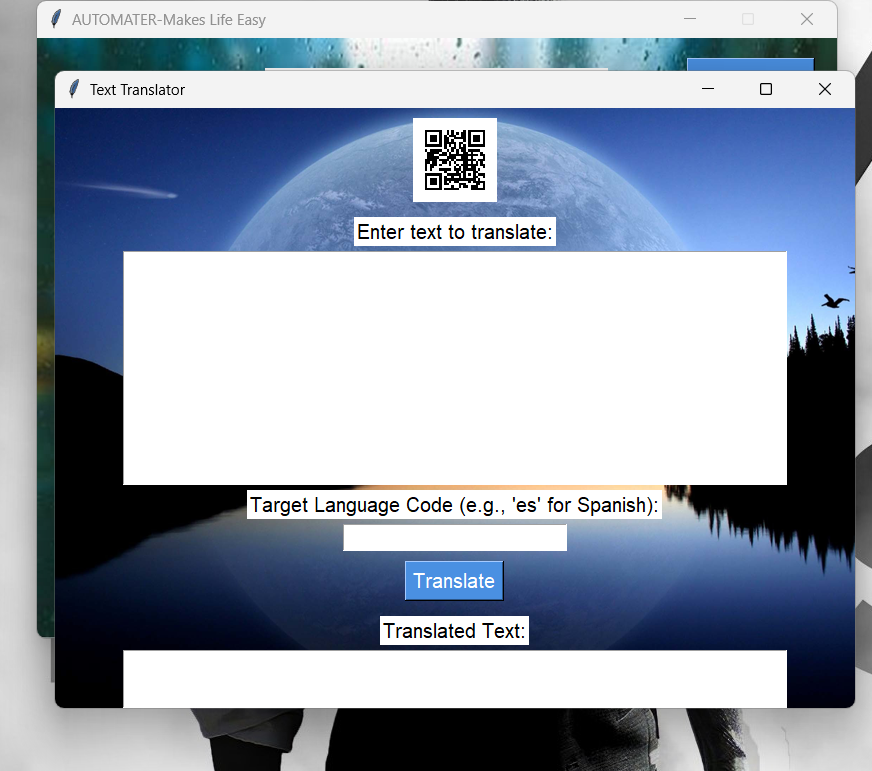 AUTOMATER-Makes Life Easy
Text Translator
Enter text to translate:
Target Language Code (e.g., 'es' for Spanish):
Translate
Translated Text: